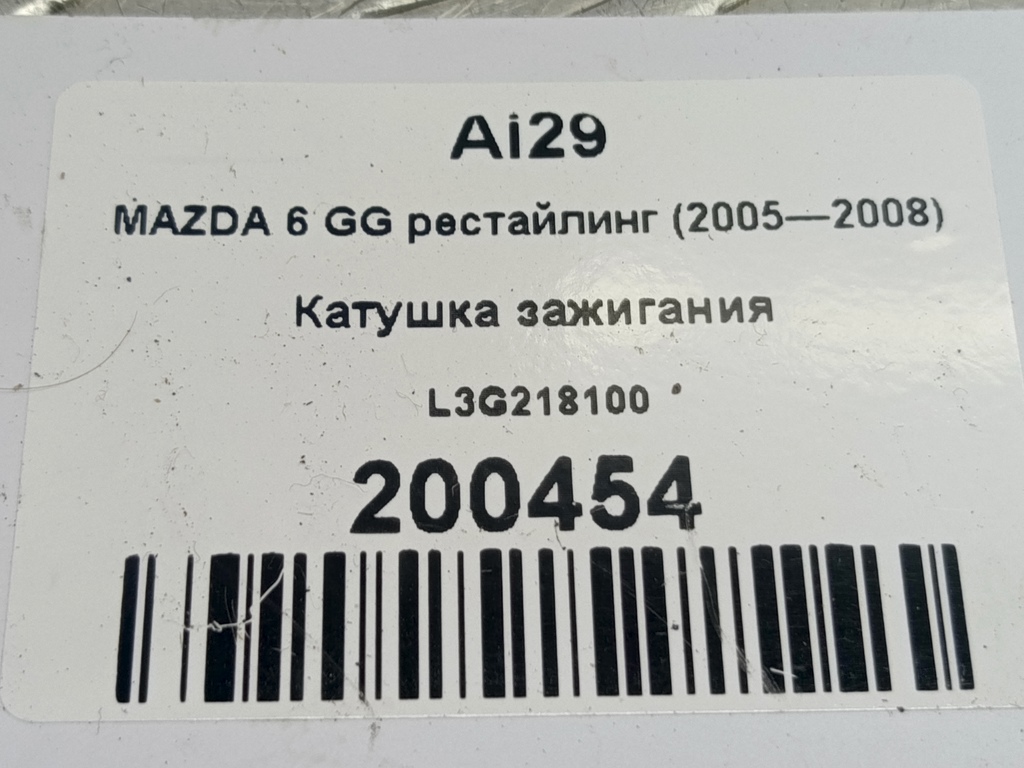 Ai29
MAZDA 6 GG рестайлинг (2005—2008)
Катушка зажигания
L3G218100
200454